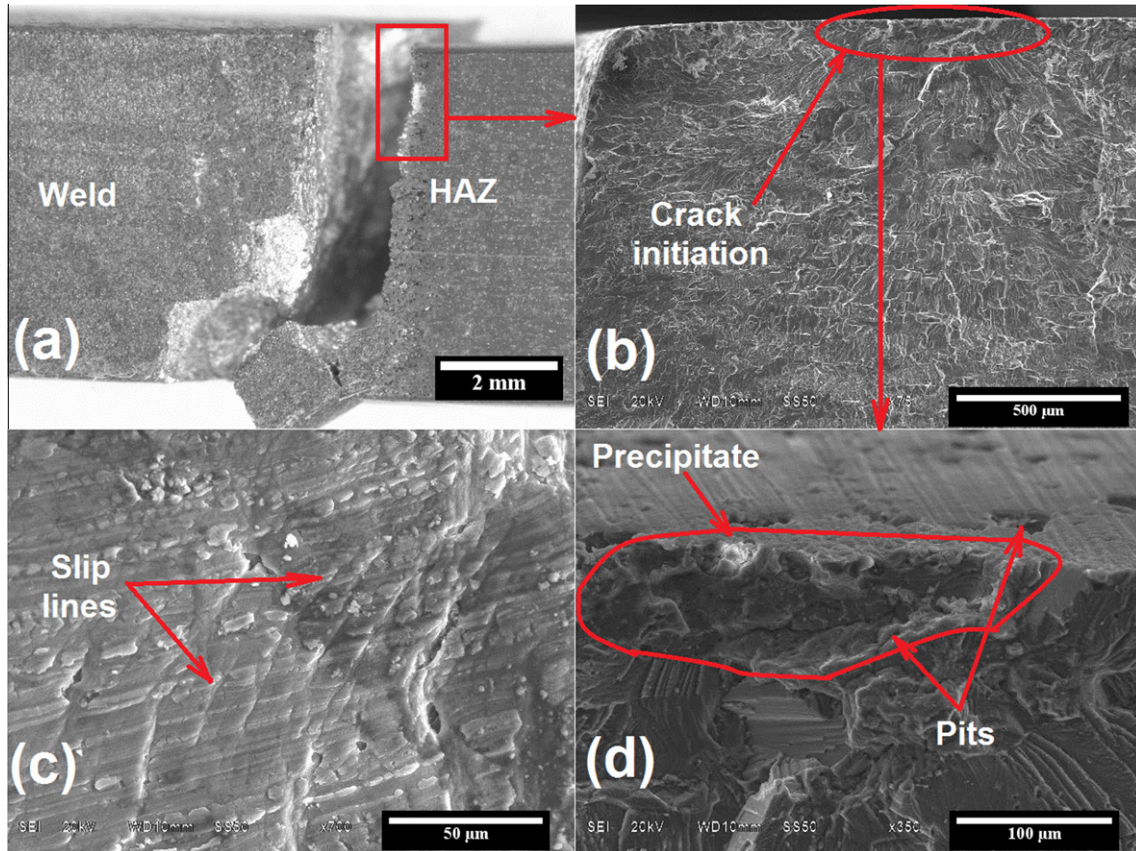 Weld
HAZ
(a)
2 mm
Crack
initiation
(b)
SEI 20kV WD10mm SS50 x75
500 µm
Slip
lines
(c)
SEI 20kV WD10mm SS50 x700
50 µm
Precipitate
Pits
(d)
SEI 20kV WD10mm SS50 x350
100 µm